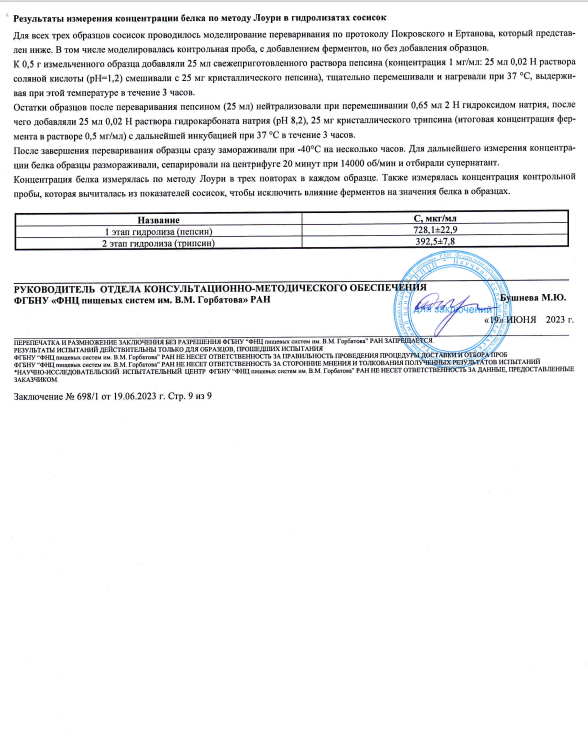 Результаты измерения концентрации белка по методу Лоури в гидролизатах сосисок
Для всех трех образцов сосисок проводилось моделирование переваривания по протоколу Покровского и Ертанова, который представ-
лен ниже. В том числе моделировалась контрольная проба, с добавлением ферментов, но без добавления образцов.
К 0,5 г измельченного образца добавляли 25 мл свежеприготовленного раствора пепсина (концентрация 1 мг/мл: 25 мл 0,02 Н раствора
соляной кислоты (рН=1,2) смешивали с 25 мг кристаллического пепсина), тщательно перемешивали и нагревали при 37 °С, выдержи-
вая при этой температуре в течение 3 часов.
Остатки образцов после переваривания пепсином (25 мл) нейтрализовали при перемешивании 0,65 мл 2 Н гидроксидом натрия, после
чего добавляли 25 мл 0,02 Н раствора гидрокарбоната натрия (рН 8,2), 25 мг кристаллического трипсина (итоговая концентрация фер-
мента в растворе 0,5 мг/мл) с дальнейшей инкубацией при 37 °С в течение 3 часов.
После завершения переваривания образцы сразу замораживали при -40°С на несколько часов. Для дальнейшего измерения концентра-
ции белка образцы размораживали, сепарировали на центрифуге 20 минут при 14000 об/мин и отбирали супернатант.
Концентрация белка измерялась по методу Лоури в трех повторах в каждом образце. Также измерялась концентрация контрольной
пробы, которая вычиталась из показателей сосисок, чтобы исключить влияние ферментов на значения белка в образцах.
Название С, мкг/мл
1 этап гидролиза (пепсин) 728,1±22,9
2 этап гидролиза (трипсин) 392,5±7,8
РУКОВОДИТЕЛЬ ОТДЕЛА КОНСУЛЬТАЦИОННО-МЕТОДИЧЕСКОГО ОБЕСПЕЧЕНИЯ
ФГБНУ «ФНЦ пищевых систем им. В.М. Горбатова» РАН Бушнева М.Ю.
для заключений
«19» ИЮНЯ 2023 г.
ПЕРЕПЕЧАТКА И РАЗМНОЖЕНИЕ ЗАКЛЮЧЕНИЯ БЕЗ РАЗРЕШЕНИЯ ФГБНУ "ФНЦ пищевых систем им. В.М. Горбатова" РАН ЗАПРЕЩАЕТСЯ
РЕЗУЛЬТАТЫ ИСПЫТАНИЙ ДЕЙСТВИТЕЛЬНЫ ТОЛЬКО ДЛЯ ОБРАЗЦОВ, ПРОШЕДШИХ ИСПЫТАНИЯ
ФГБНУ "ФНЦ пищевых систем им. В.М. Горбатова" РАН НЕ НЕСЕТ ОТВЕТСТВЕННОСТЬ ЗА ПРАВИЛЬНОСТЬ ПРОВЕДЕНИЯ ПРОЦЕДУРЫ ДОСТАВКИ И ОТБОРА ПРОБ
ФГБНУ "ФНЦ пищевых систем им. В.М. Горбатова" РАН НЕ НЕСЕТ ОТВЕТСТВЕННОСТЬ ЗА СТОРОННИЕ МНЕНИЯ И ТОЛКОВАНИЯ ПОЛУЧЕННЫХ РЕЗУЛЬТАТОВ ИСПЫТАНИЙ
*НАУЧНО-ИССЛЕДОВАТЕЛЬСКИЙ ИСПЫТАТЕЛЬНЫЙ ЦЕНТР ФГБНУ "ФНЦ пищевых систем им. В.М. Горбатова" РАН НЕ НЕСЕТ ОТВЕТСТВЕННОСТЬ ЗА ДАННЫЕ, ПРЕДОСТАВЛЕННЫЕ
ЗАКАЗЧИКОМ.
Заключение № 698/1 от 19.06.2023 г. Стр. 9 из 9